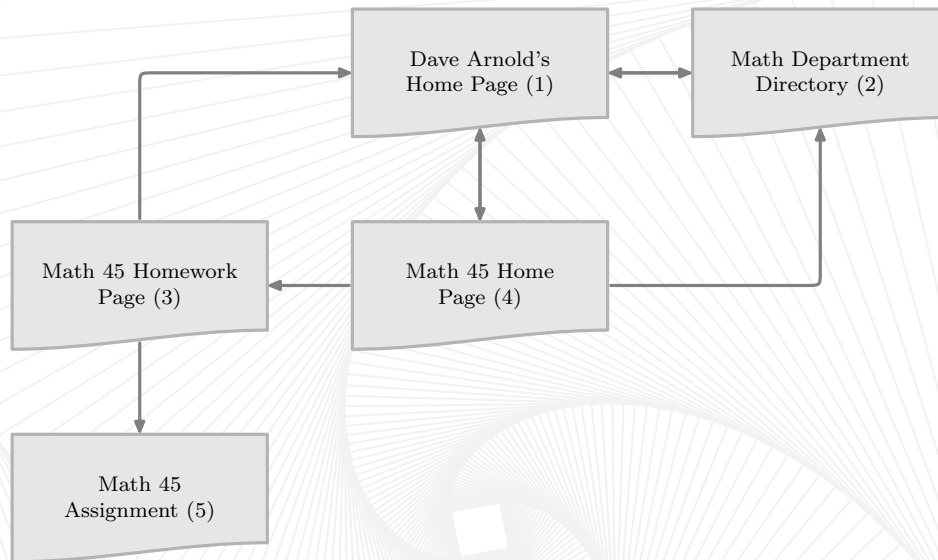 Dave Arnold's
Home Page (1)
Math Department
Directory (2)
Math 45 Homework
Page (3)
Math 45 Home
Page (4)
Math 45
Assignment (5)